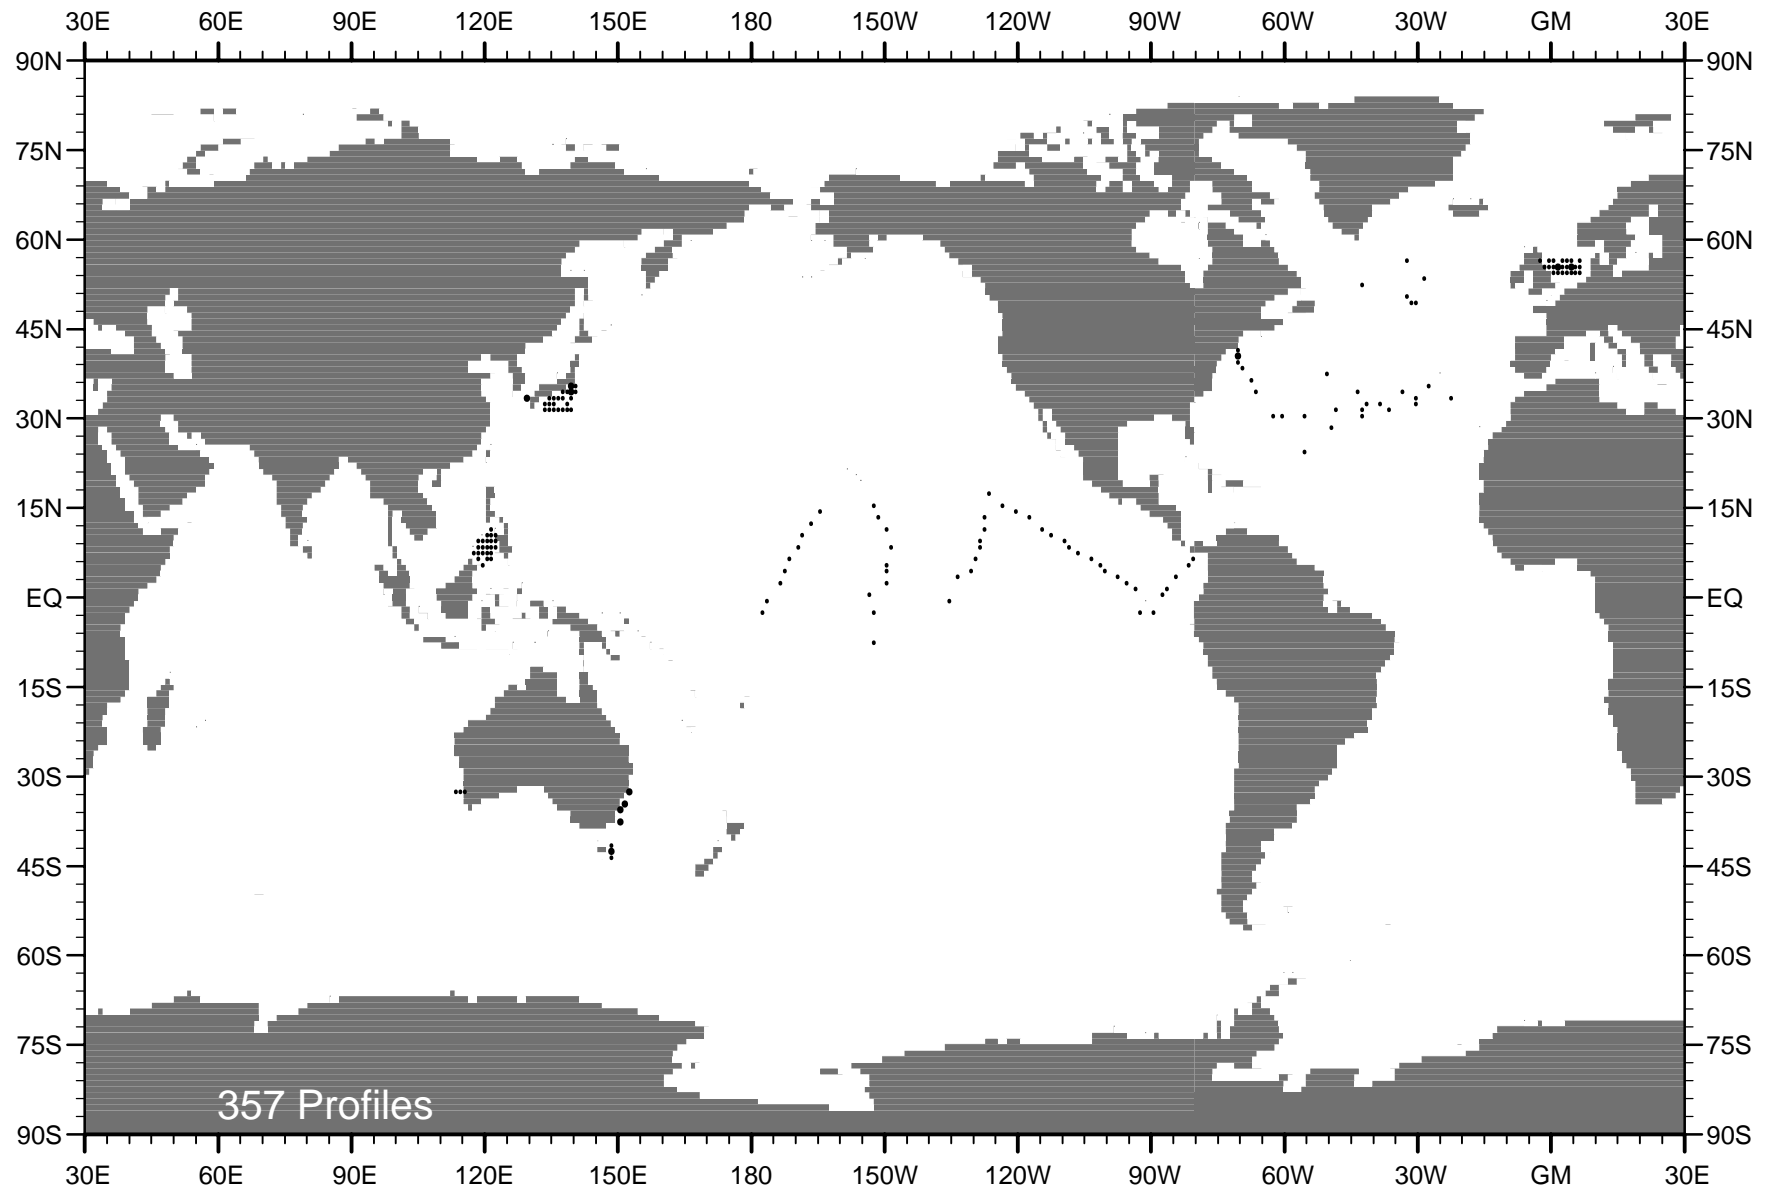 30E 60E 90E 120E 150E 180 150W 120W 90W 60W 30W GM 30E
90N 90N
75N 75N
60N 60N
45N 45N
30N 30N
15N 15N
EQ EQ
15S 15S
30S 30S
45S 45S
60S 60S
75S 75S
357 Profiles
90S 90S
30E 60E 90E 120E 150E 180 150W 120W 90W 60W 30W GM 30E